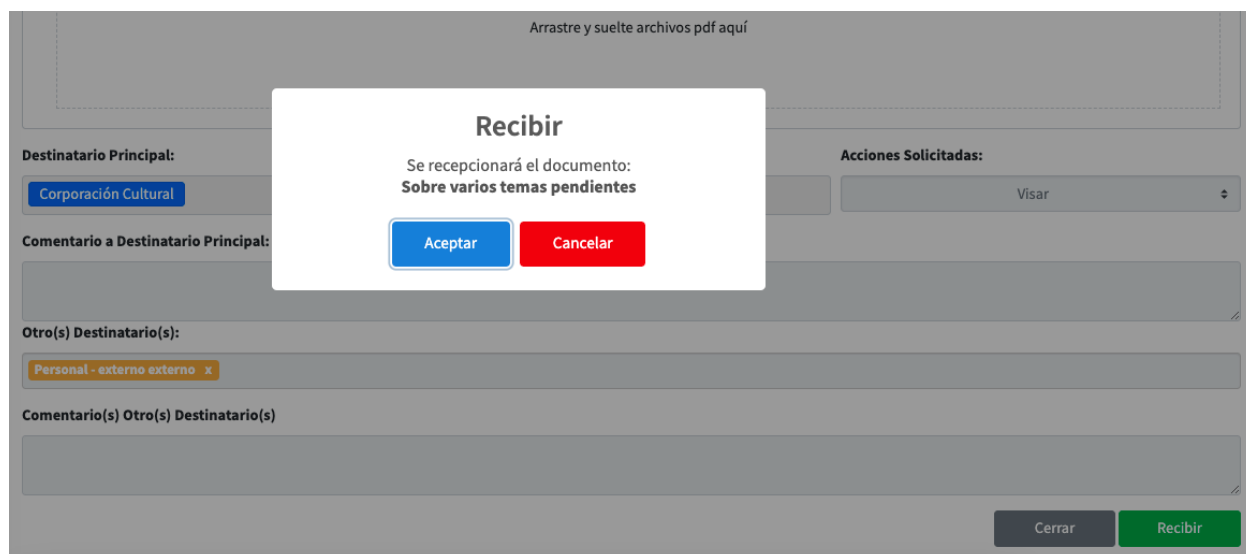 Arrastre y suelte archivos pdf aquí
Recibir
Se recepcionará el documento:
Sobre varios temas pendientes
Aceptar Cancelar
Destinatario Principal: Acciones Solicitadas:
Corporación Cultural Visar
Comentario a Destinatario Principal:
Otro(s) Destinatario(s):
Personal - externo externo x
Comentario(s) Otro(s) Destinatario(s)
Cerrar Recibir